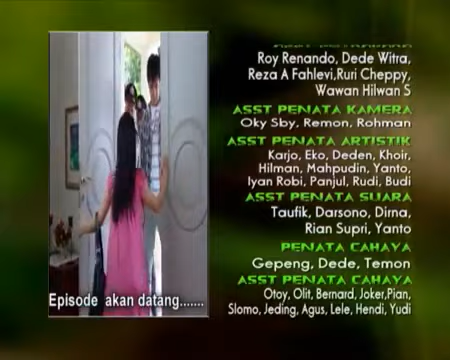 Roy Renando, Dede Witra,
Reza A Fahlevi,Ruri Cheppy,
Wawan Hilwan S
ASST PENATA KAMERA
Oky Sby, Remon, Rohman
ASST PENATA ARTISTIK
Karjo, Eko, Deden, Khoir,
Hilman, Mahpudin, Yanto,
Iyan Robi, Panjul, Rudi, Budi
ASST PENATA SUARA
Taufik, Darsono, Dirna,
Rian Supri, Yanto
PENATA CAHAYA
Gepeng, Dede, Temon
ASST PENATA CAHAYA
Otoy, Olit, Bernard, Joker,Pian,
Slomo, Jeding, Agus, Lele, Hendi, Yudi
Episode akan datang.......